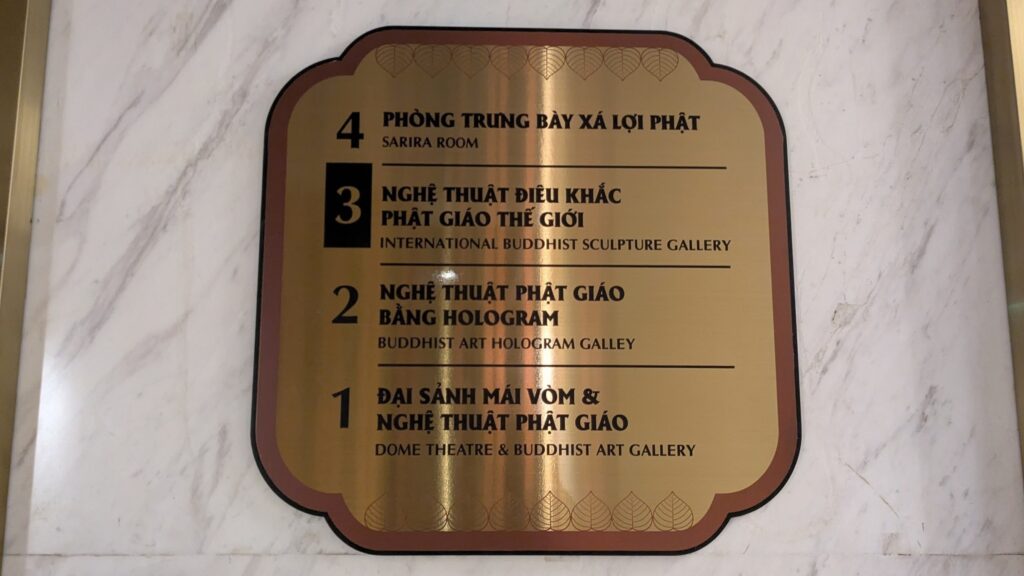 4 PHÒNG TRƯNG BÀY XÁ LỢI PHẬT
SARIRA ROOM
3 NGHỆ THUẬT ĐIÊU KHẮC
PHẬT GIÁO THẾ GIỚI
INTERNATIONAL BUDDHIST SCULPTURE GALLERY
2 NGHỆ THUẬT PHẬT GIÁO
BẰNG HOLOGRAM
BUDDHIST ART HOLOGRAM GALLEY
1 ĐẠI SẢNH MÁI VÒM &
NGHỆ THUẬT PHẬT GIÁO
DOME THEATRE & BUDDHIST ART GALLERY